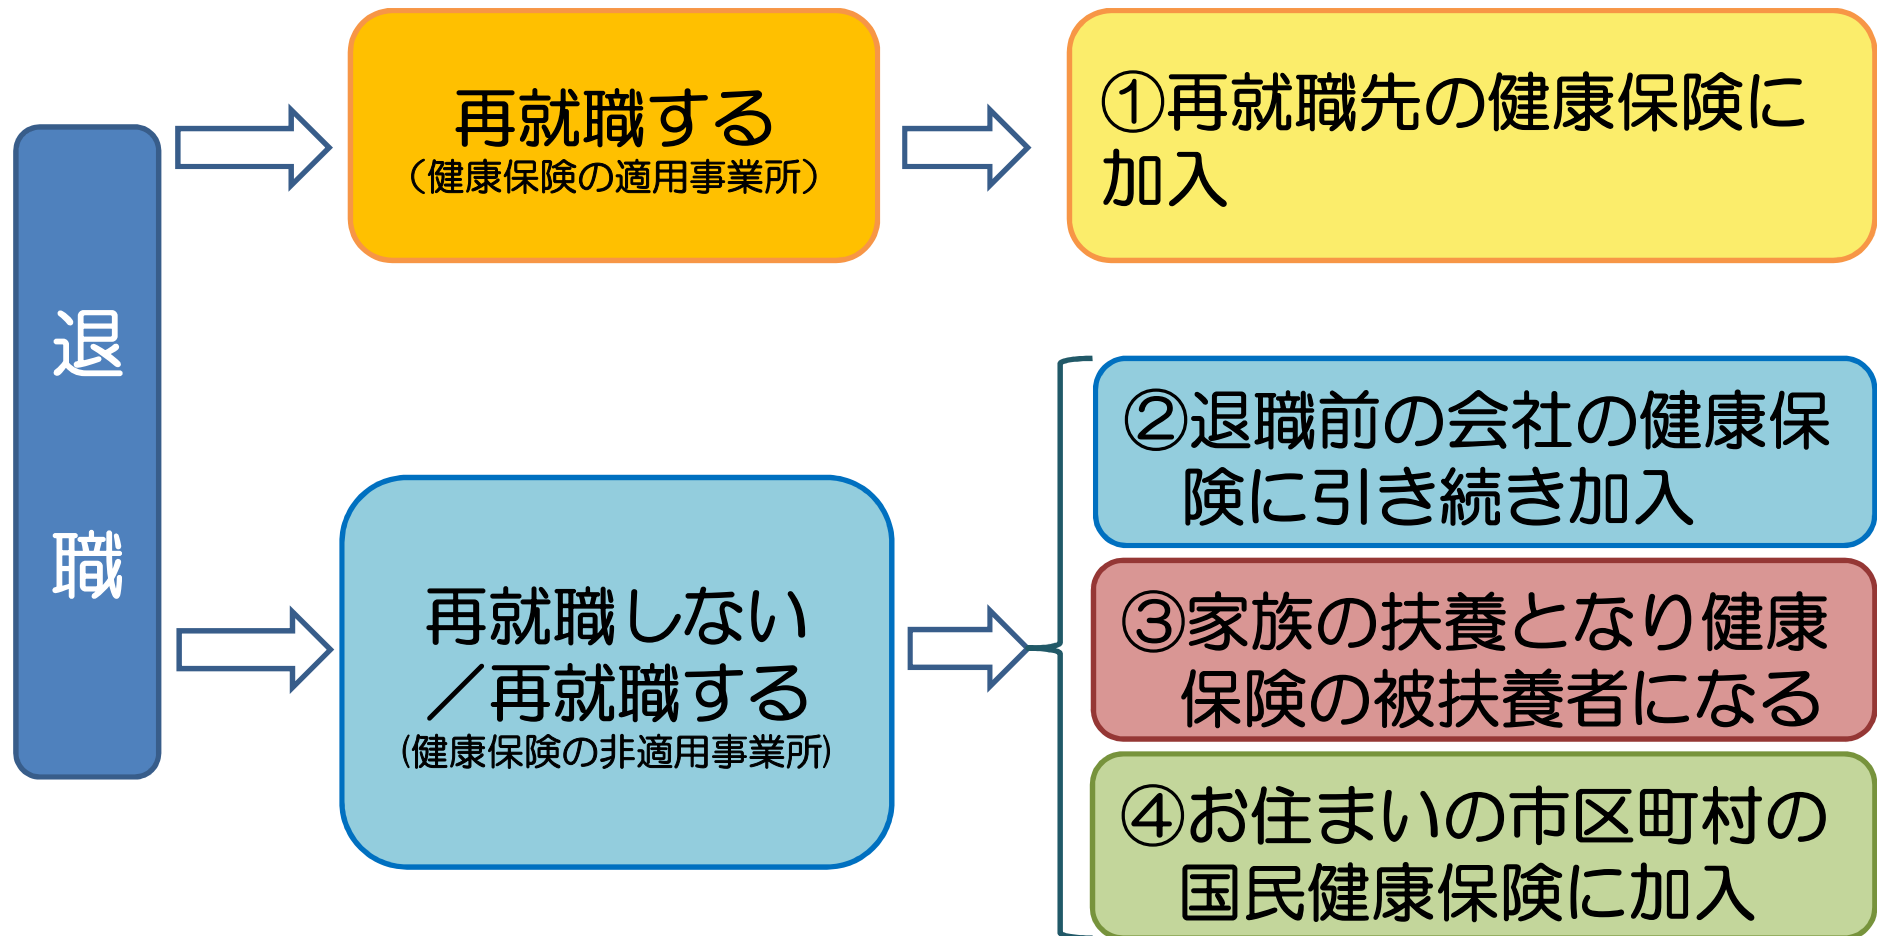 退
職
再就職する
（健康保険の適用事業所）
①再就職先の健康保険に
加入
再就職しない
／再就職する
(健康保険の非適用事業所)
②退職前の会社の健康保
険に引き続き加入
③家族の扶養となり健康
保険の被扶養者になる
④お住まいの市区町村の
国民健康保険に加入